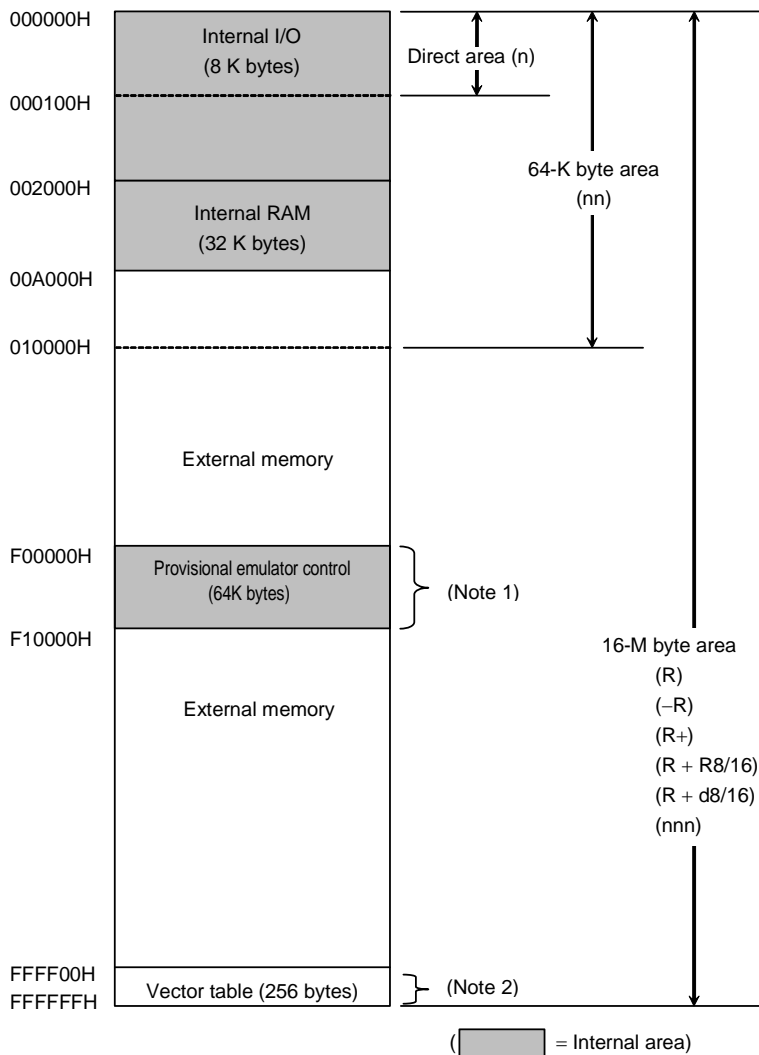 000000H
Internal I/O
(8 K bytes)
Direct area (n)
000100H
64-K byte area
(nn)
002000H
Internal RAM
(32 K bytes)
00A000H
010000H
External memory
F00000H
Provisional emulator control
(64K bytes)
(Note 1)
F10000H
16-M byte area
(R)
(−R)
(R+)
(R + R8/16)
(R + d8/16)
(nnn)
External memory
FFFF00H
Vector table (256 bytes)
(Note 2)
FFFFFFH
( = Internal area)